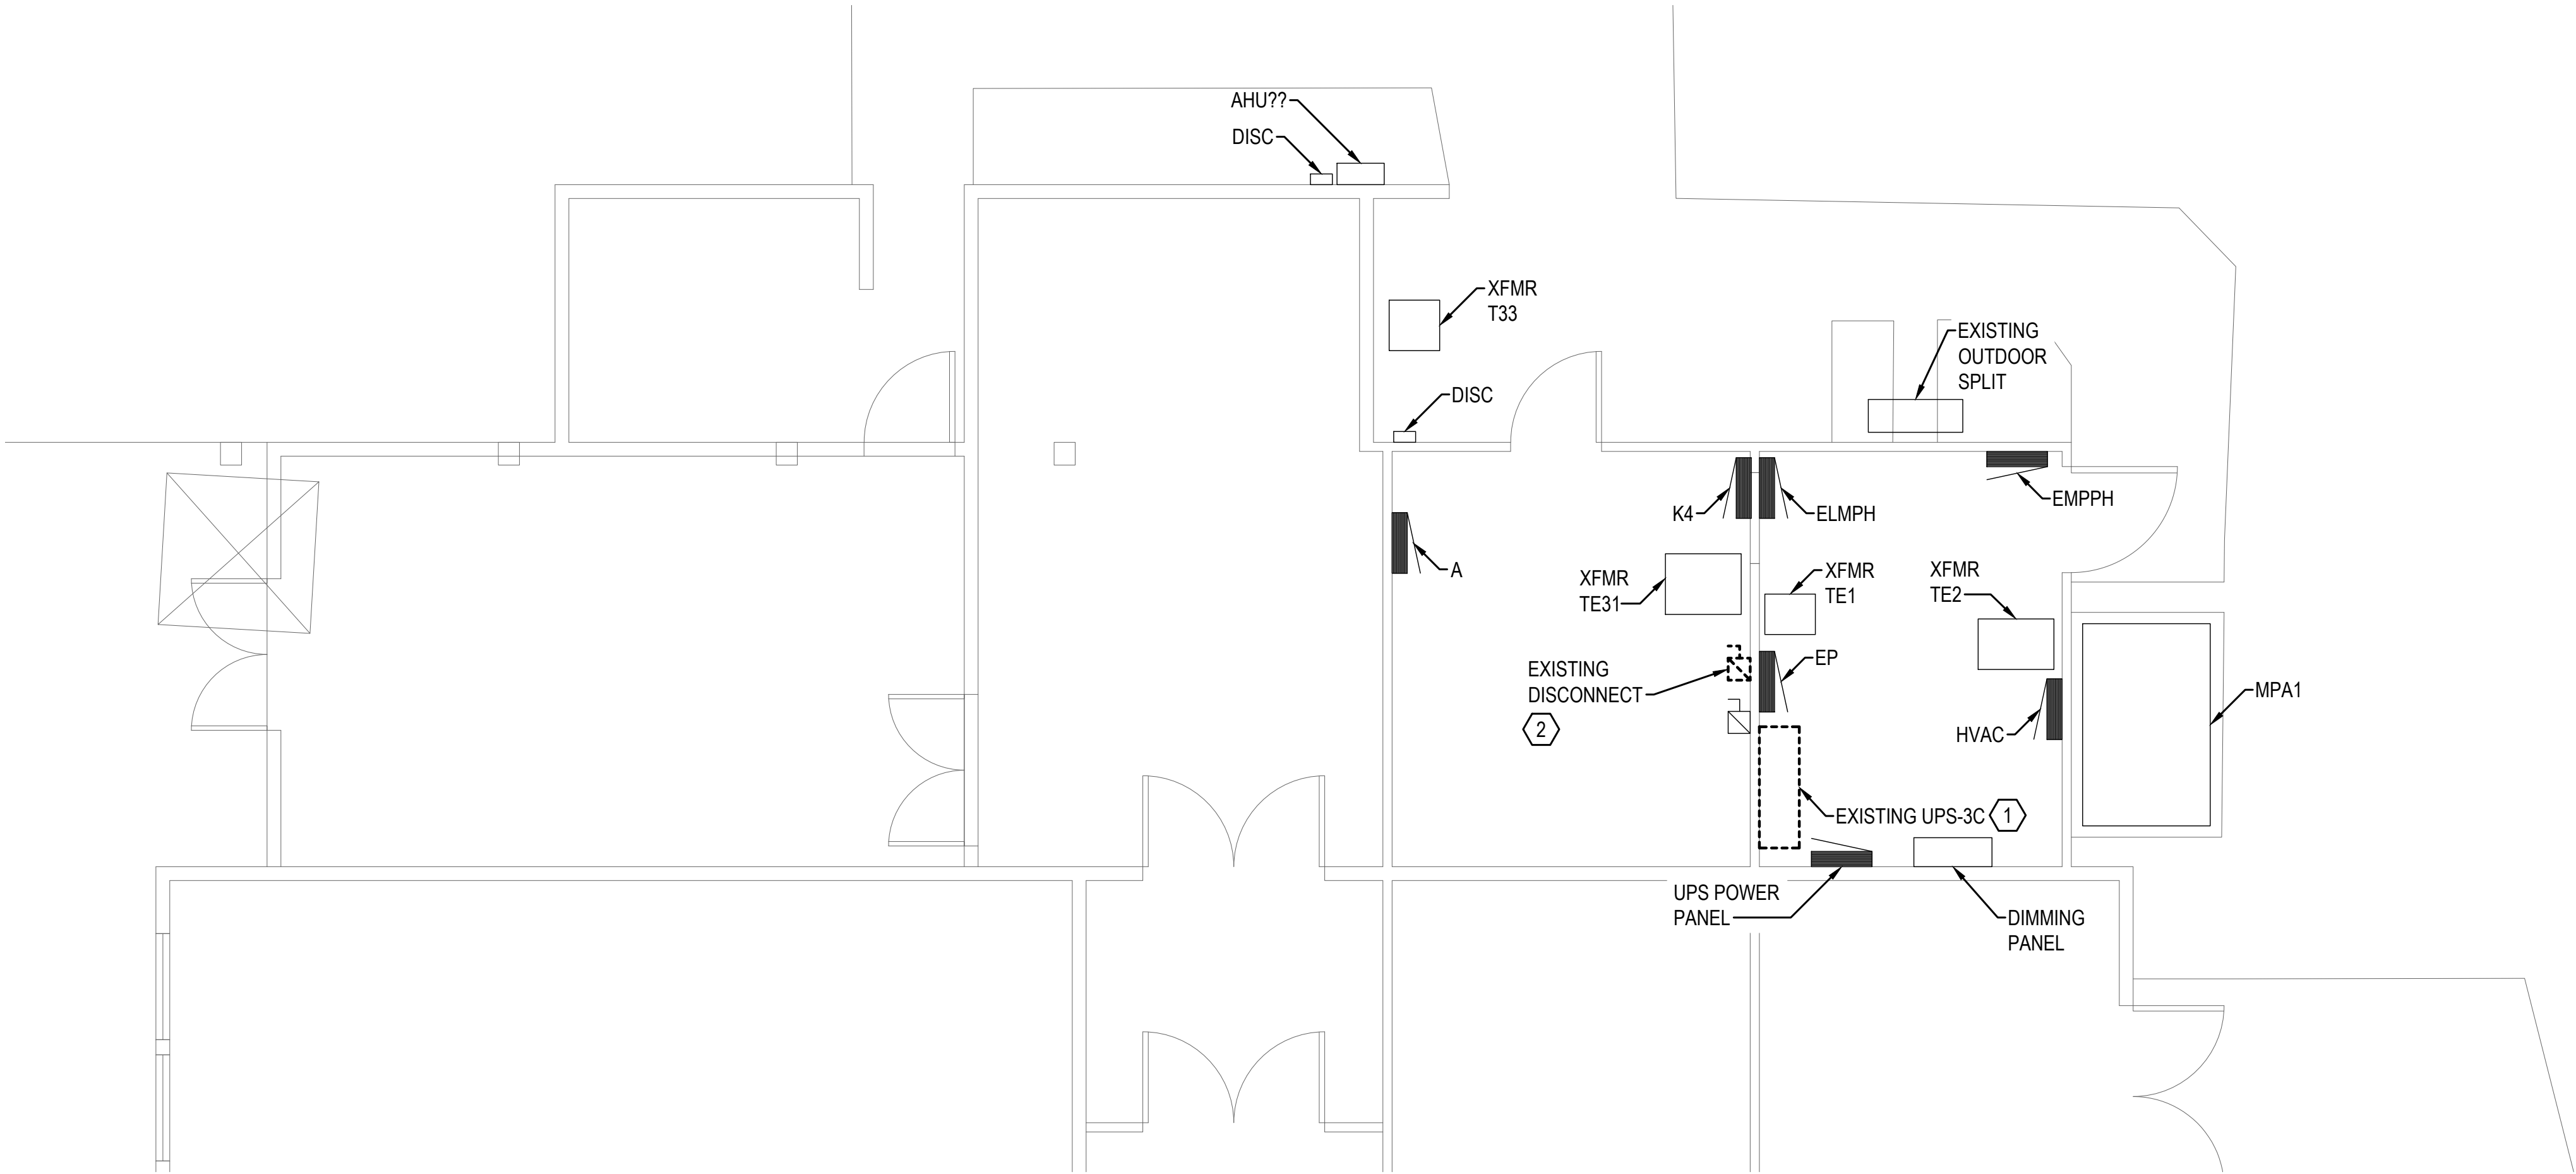 AHU??
DISC
XFMR
T33
EXISTING
OUTDOOR
SPLIT
DISC
K4
ELMPH
EMPPH
A
XFMR
TE31
XFMR
TE1
XFMR
TE2
EXISTING
DISCONNECT
2
EP
HVAC
MPA1
EXISTING UPS-3C 1
UPS POWER
PANEL
DIMMING
PANEL